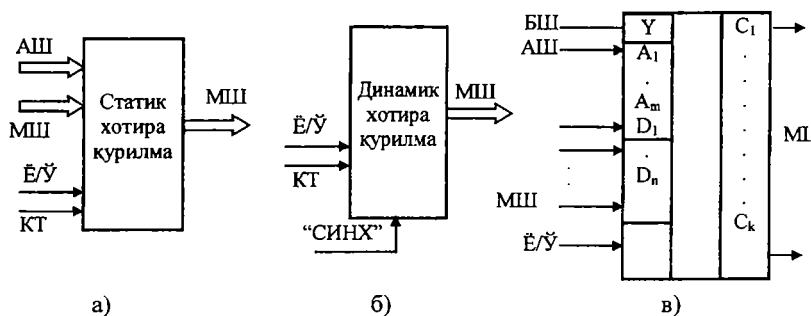 АШ
МШ
Ё/Ў
КТ
Статик
хотира
қурилма
МШ
а)
Ё/Ў
КТ
Динамик
хотира
қурилма
МШ
“СИНХ”
б)
БШ
АШ
МШ
Ё/Ў
Y
A1
Am
D1
Dn
C1
Ck
в)